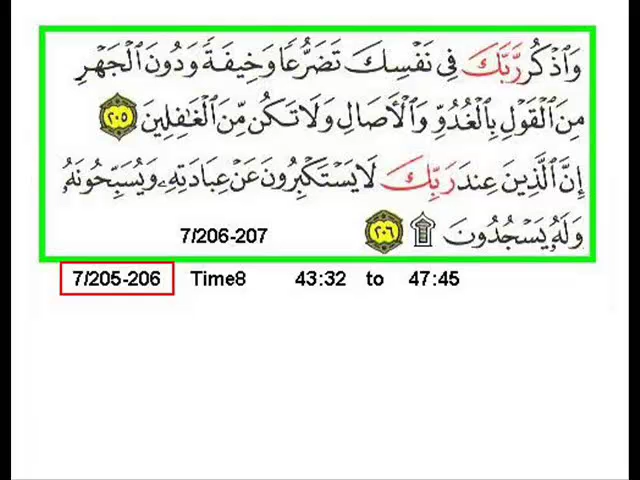 وَٱذْكُر رَّبَّكَ فِى نَفْسِكَ تَضَرُّعًا وَخِيفَةً وَدُونَ ٱلْجَهْرِ
مِنَ ٱلْقَوْلِ بِٱلْغُدُوِّ وَٱلْأَصَالِ وَلَا تَكُن مِّنَ ٱلْغَٰفِلِينَ ٢٠٥
إِنَّ ٱلَّذِينَ عِندَ رَبِّكَ لَا يَسْتَكْبِرُونَ عَنْ عِبَادَتِهِۦ وَيُسَبِّحُونَهُۥ
وَلَهُۥ يَسْجُدُونَ ۩ ٢٠٦
7/206-207
7/205-206 Time8 43:32 to 47:45